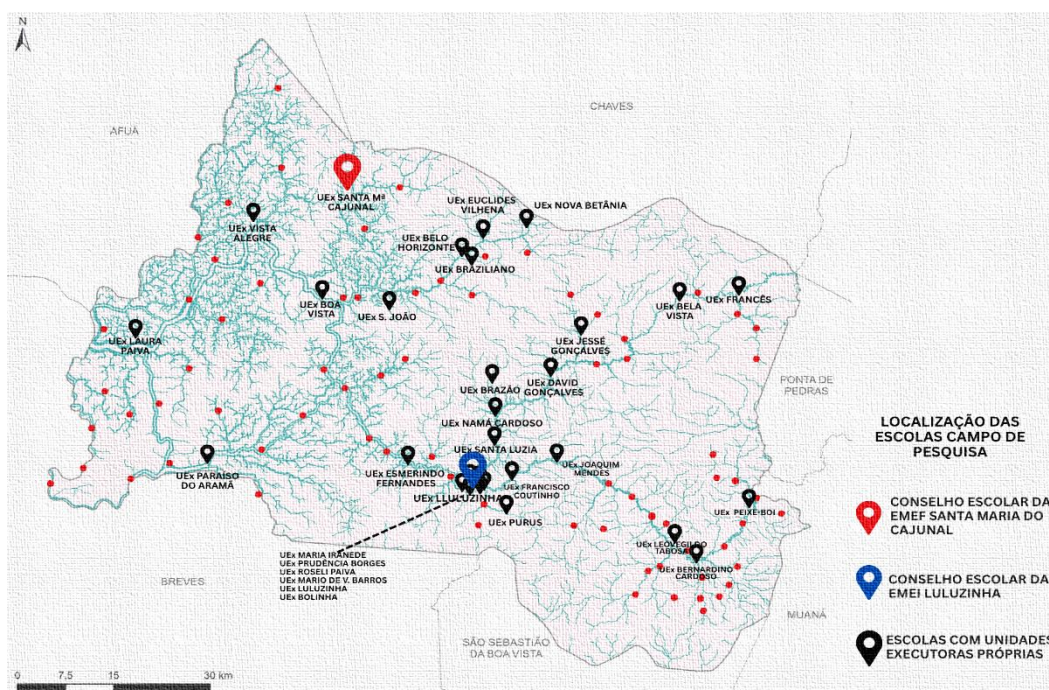 N
CHAVES
AFUÁ
UEx SANTA Mª
CAJUNAL
UEx EUCLIDES
VILHENA
UEx NOVA BETÂNIA
UEx VISTA
ALEGRE
UEx BELO
HORIZONTE
UEx BRAZILIANO
UEx BOA
VISTA
UEx S. JOÃO
UEx BELA
VISTA
UEx FRANCÊS
UEx LAURA
PAIVA
UEx JESSÉ
GONÇALVES
UEx BRAZÃO
UEx DAVID
GONÇALVES
PONTA DE
PEDRAS
UEx NAMÁ CARDOSO
UEx SANTA LUZIA
UEx PARAÍSO
DO ARAMÃ
UEx ESMERINDO
FERNANDES
UEx JOAQUIM
MENDES
UEx FRANCISCO
COUTINHO
UEx LLULUZINHA
UEx PURUS
UEx PEIXE-BOI
UEx LEOVEGILDO
TABOSA
UEx BERNARDINO
CARDOSO
UEx MARIA IRANEDE
UEx PRUDÊNCIA BORGES
UEx ROSELI PAIVA
UEx MARIO DE V. BARROS
UEx LULUZINHA
UEx BOLINHA
BREVES
SÃO SEBASTIÃO
DA BOA VISTA
MUANÁ
LOCALIZAÇÃO DAS
ESCOLAS CAMPO DE
PESQUISA
CONSELHO ESCOLAR DA
EMEF SANTA MARIA DO
CAJUNAL
CONSELHO ESCOLAR DA
EMEI LULUZINHA
ESCOLAS COM UNIDADES
EXECUTORAS PRÓPRIAS
0 7,5 15 30 km